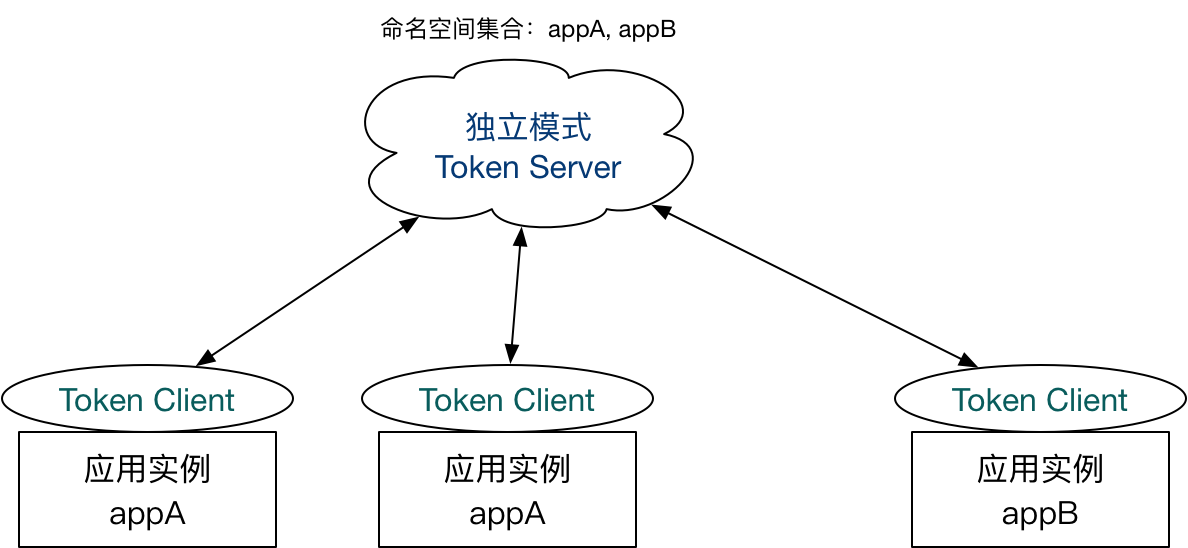 命名空间集合：appA, appB
独立模式
Token Server
Token Client
应用实例
appA
Token Client
应用实例
appA
Token Client
应用实例
appB